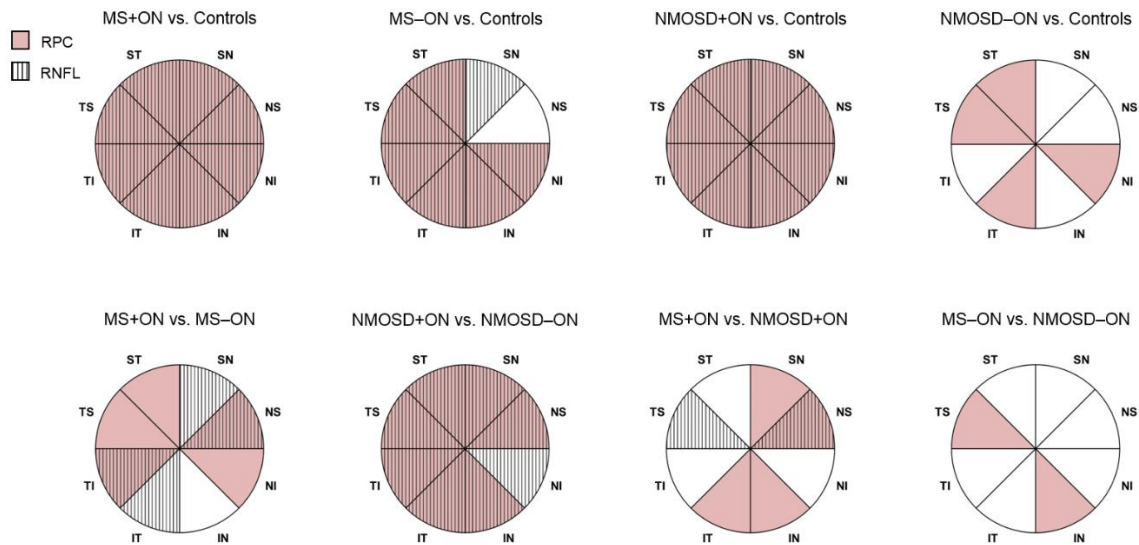 MS+ON vs. Controls
MS–ON vs. Controls
NMOSD+ON vs. Controls
NMOSD–ON vs. Controls
RPC
RNFL
ST
SN
TS
NS
TI
NI
IT
IN
ST
SN
TS
NS
TI
NI
IT
IN
ST
SN
TS
NS
TI
NI
IT
IN
ST
SN
TS
NS
TI
NI
IT
IN
MS+ON vs. MS–ON
NMOSD+ON vs. NMOSD–ON
MS+ON vs. NMOSD+ON
MS–ON vs. NMOSD–ON
ST
SN
TS
NS
TI
NI
IT
IN
ST
SN
TS
NS
TI
NI
IT
IN
ST
SN
TS
NS
TI
NI
IT
IN
ST
SN
TS
NS
TI
NI
IT
IN